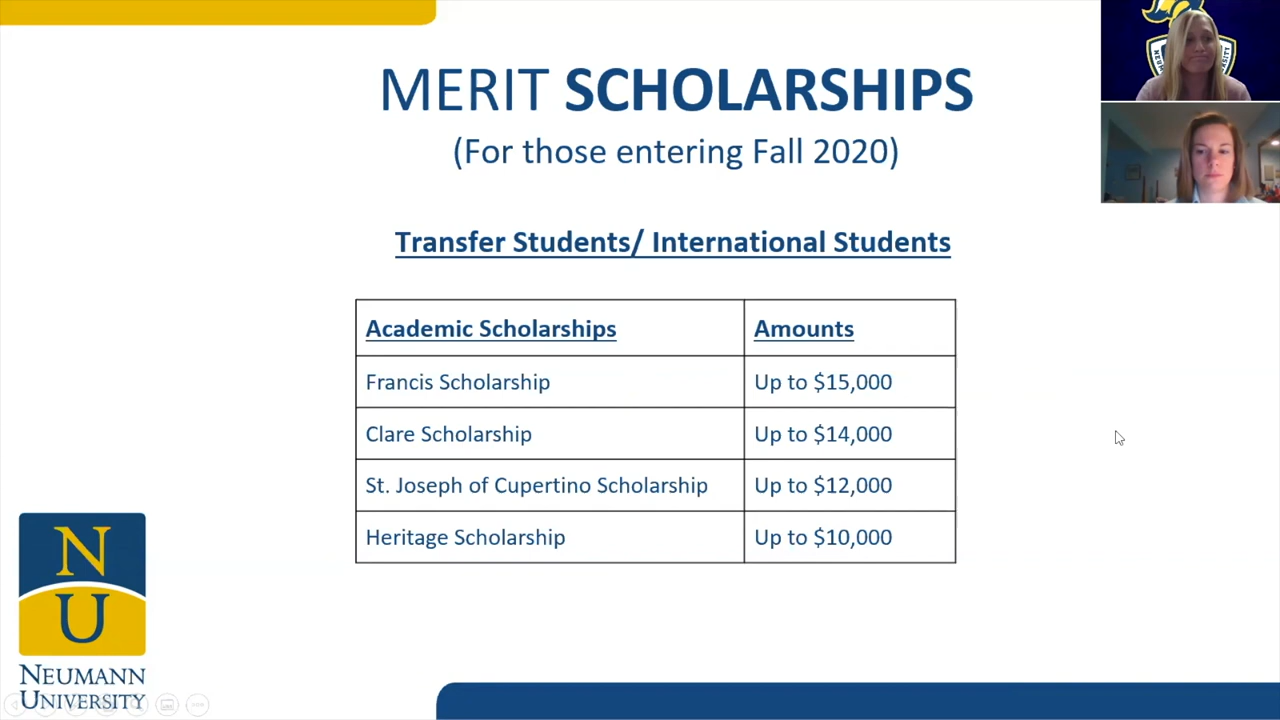 MERIT SCHOLARSHIPS
(For those entering Fall 2020)
Transfer Students/ International Students
Academic Scholarships Amounts
Francis Scholarship Up to $15,000
Clare Scholarship Up to $14,000
St. Joseph of Cupertino Scholarship Up to $12,000
Heritage Scholarship Up to $10,000
N
U
NEUMANN
UNIVERSITY